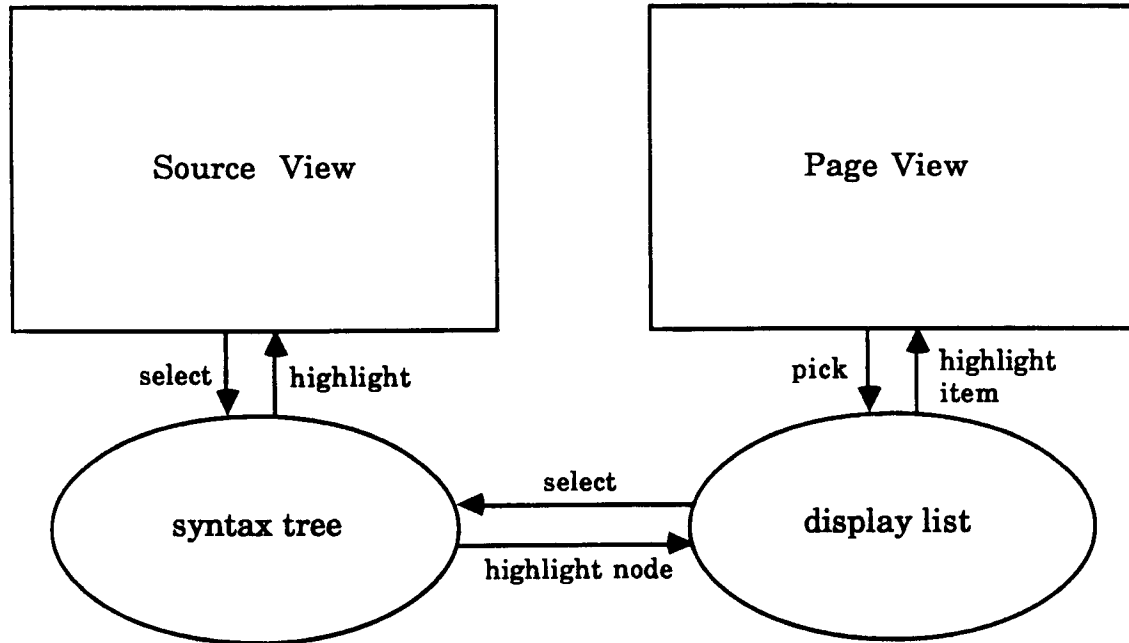 Source View
Page View
select
highlight
pick
highlight
item
select
syntax tree
display list
highlight node